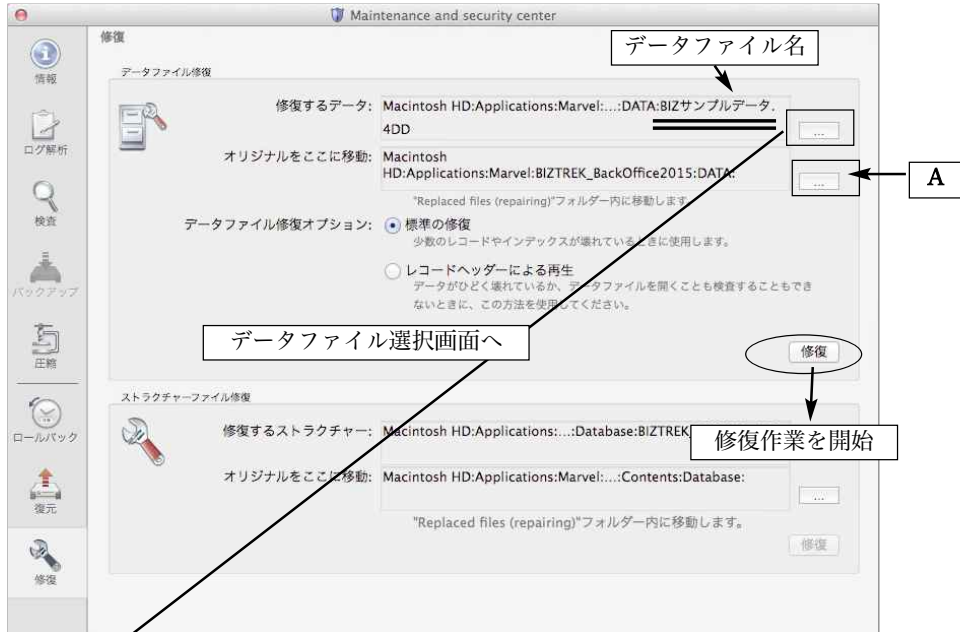 Maintenance and security center
修復
データファイル名
情報
データファイル修復
修復するデータ: Macintosh HD:Applications:Marvel:...:DATA:BIZサンプルデータ.
4DD
...
ログ解析
オリジナルをここに移動: Macintosh
HD:Applications:Marvel:BIZTREK_BackOffice2015:DATA:
...
A
"Replaced files (repairing)"フォルダー内に移動します。
検査
データファイル修復オプション: 標準の修復
少数のレコードやインデックスが壊れているときに使用します。
レコードヘッダーによる再生
データがひどく壊れているか、データファイルを開くことも検査することもでき
ないときに、この方法を使用してください。
バックアップ
データファイル選択画面へ
修復
圧縮
ストラクチャーファイル修復
修復するストラクチャー: Macintosh HD:Applications:...:Database:BIZTREK
修復作業を開始
ロールバック
オリジナルをここに移動: Macintosh HD:Applications:Marvel:...:Contents:Database:
...
"Replaced files (repairing)"フォルダー内に移動します。
復元
修復
修復